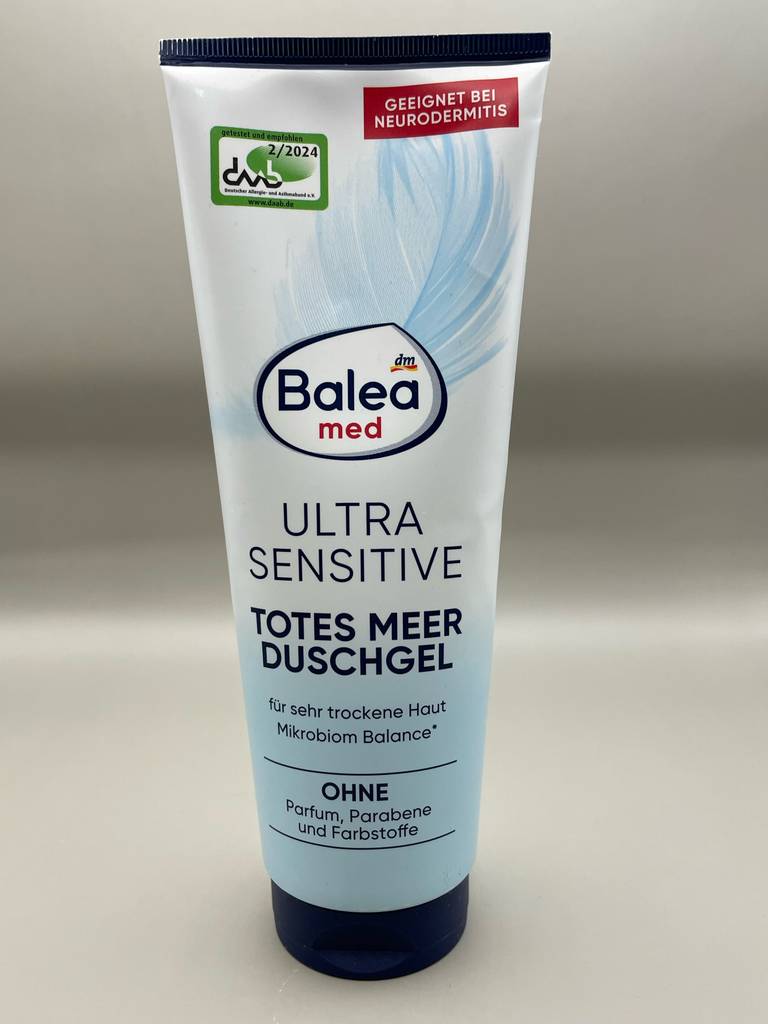 GEEIGNET BEI
NEURODERMITIS
getestet und empfohlen
2/2024
daab
Deutscher Allergie- und Asthmabund e.V.
www.daab.de
dm
Balea
med
ULTRA
SENSITIVE
TOTES MEER
DUSCHGEL
für sehr trockene Haut
Mikrobiom Balance*
OHNE
Parfum, Parabene
und Farbstoffe